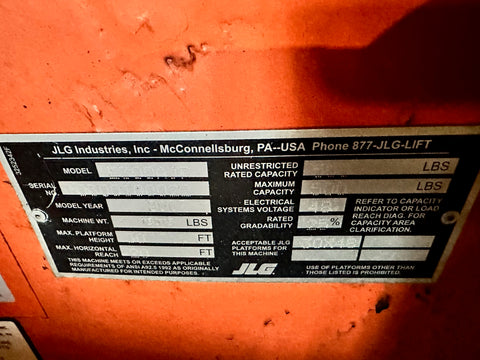 JLG Industries, Inc - McConnellsburg, PA--USA Phone 877-JLG-LIFT
MODEL
SERIAL NO.
MODEL YEAR
MACHINE WT. LBS
MAX. PLATFORM HEIGHT FT
MAX. HORIZONTAL REACH FT
THIS MACHINE MEETS OR EXCEEDS APPLICABLE
REQUIREMENTS OF ANSI A92.5 1992 AS ORIGINALLY
MANUFACTURED FOR INTENDED PURPOSES.
UNRESTRICTED RATED CAPACITY LBS
MAXIMUM CAPACITY LBS
ELECTRICAL SYSTEMS VOLTAGE
RATED GRADABILITY %
REFER TO CAPACITY
INDICATOR OR LOAD
REACH DIAG. FOR
CAPACITY AREA
CLARIFICATION.
ACCEPTABLE JLG
PLATFORMS FOR
THIS MACHINE
JLG
USE OF PLATFORMS OTHER THAN
THOSE LISTED IS PROHIBITED.